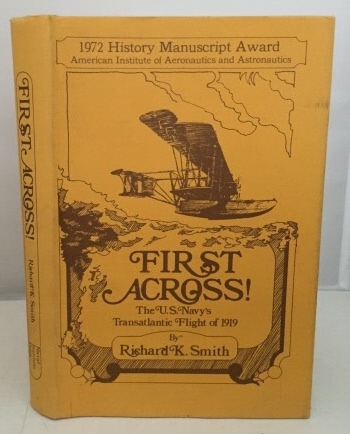 1972 History Manuscript Award
American Institute of Aeronautics and Astronautics
FIRST
ACROSS!
The U.S. Navy's
Transatlantic Flight of 1919
By
Richard K. Smith
FIRST ACROSS!
Richard K. Smith